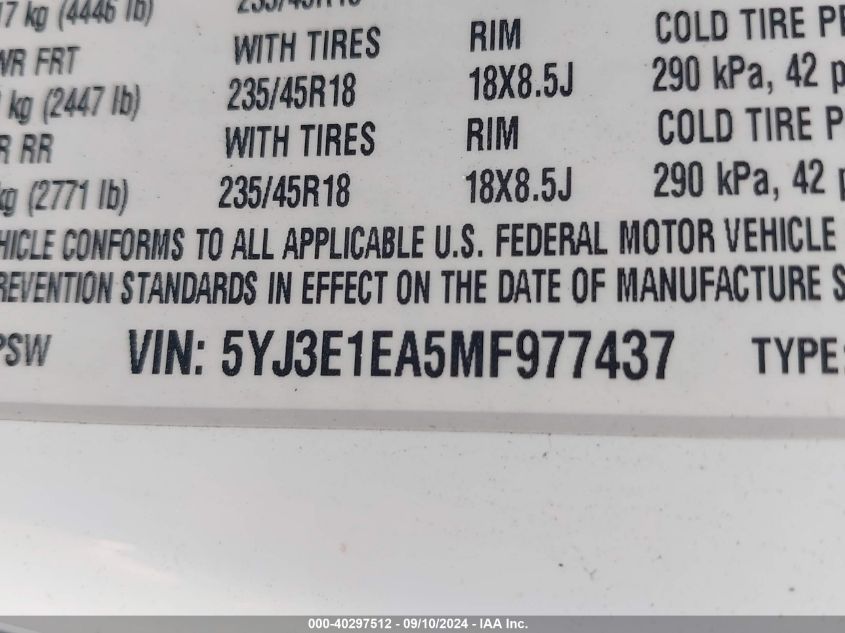 17 kg (4446 lb) 235/45R18
WR FRT WITH TIRES RIM COLD TIRE PR
kg (2447 lb) 235/45R18 18X8.5J 290 kPa, 42 p
R RR WITH TIRES RIM COLD TIRE P
kg (2771 lb) 235/45R18 18X8.5J 290 kPa, 42 p
HICLE CONFORMS TO ALL APPLICABLE U.S. FEDERAL MOTOR VEHICLE
REVENTION STANDARDS IN EFFECT ON THE DATE OF MANUFACTURE S
PSW VIN: 5YJ3E1EA5MF977437 TYPE:
000-40297512 - 09/10/2024 - IAA Inc.